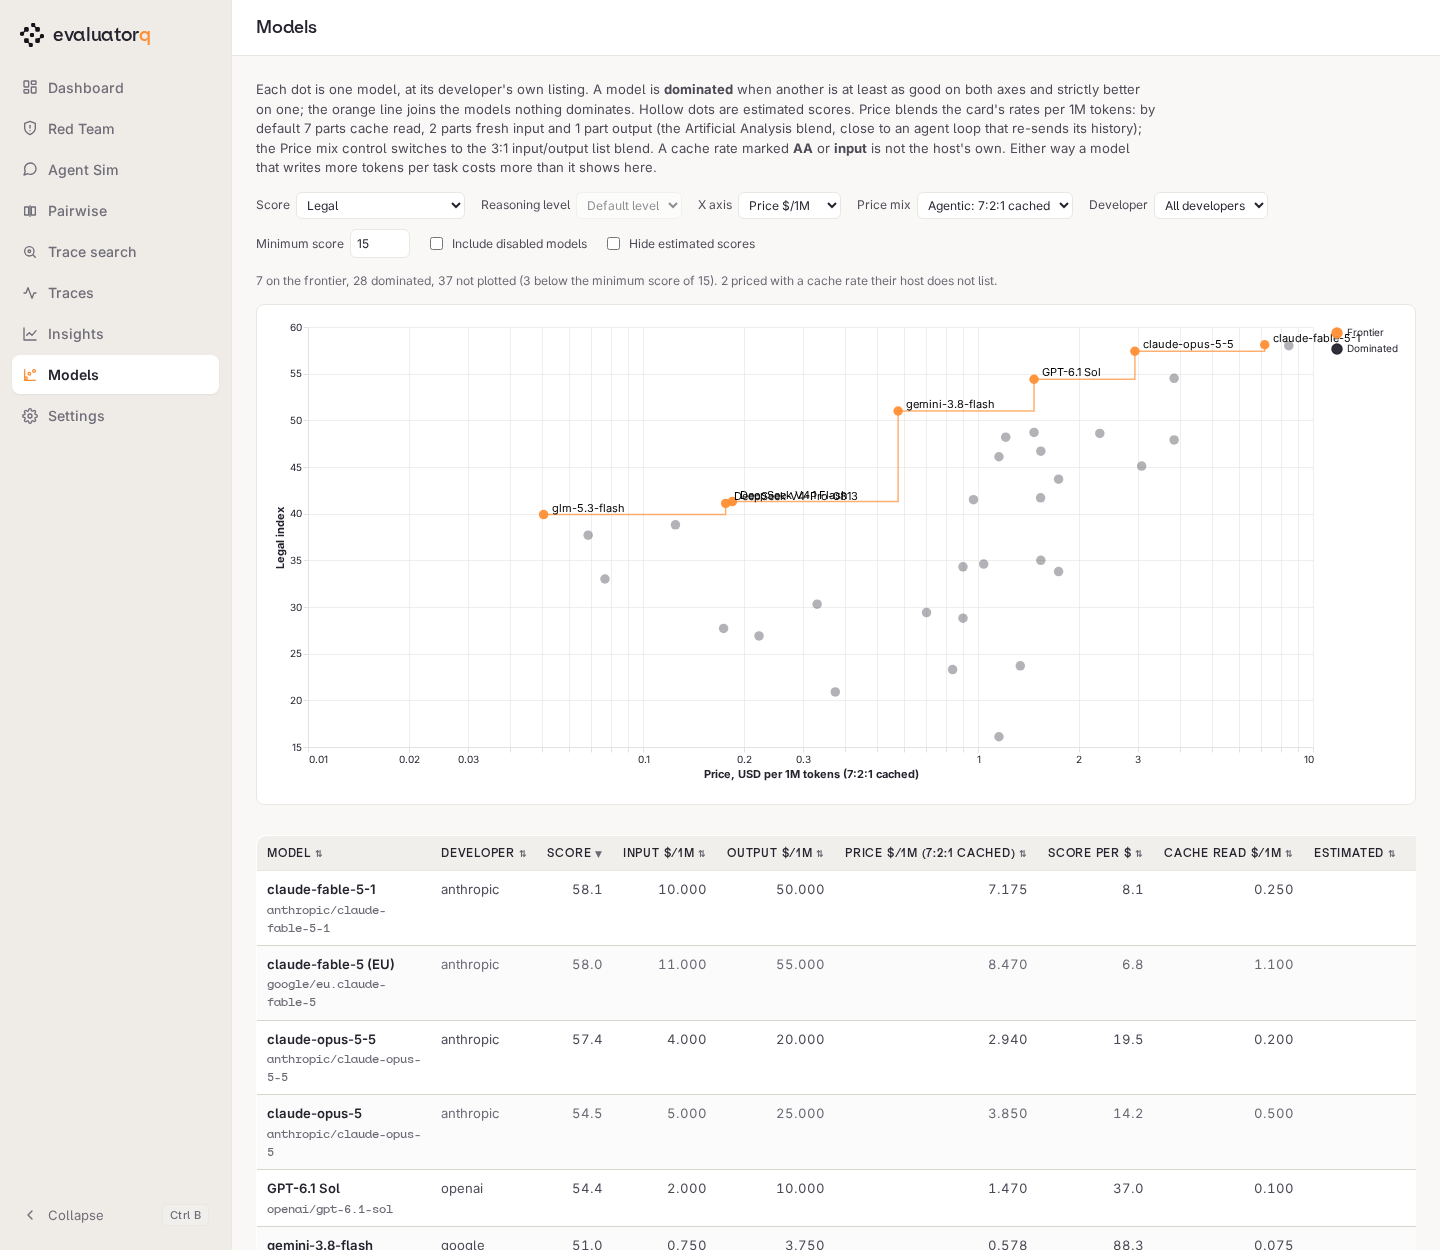 evaluatorq
Dashboard
Red Team
Agent Sim
Pairwise
Trace search
Traces
Insights
Models
Settings
Collapse
Ctrl B
Models
Each dot is one model, at its developer's own listing. A model is dominated when another is at least as good on both axes and strictly better
on one; the orange line joins the models nothing dominates. Hollow dots are estimated scores. Price blends the card's rates per 1M tokens: by
default 7 parts cache read, 2 parts fresh input and 1 part output (the Artificial Analysis blend, close to an agent loop that re-sends its history);
the Price mix control switches to the 3:1 input/output list blend. A cache rate marked AA or input is not the host's own. Either way a model
that writes more tokens per task costs more than it shows here.
Score Legal Reasoning level Default level X axis Price $/1M Price mix Agentic: 7:2:1 cached Developer All developers
Minimum score 15 Include disabled models Hide estimated scores
7 on the frontier, 28 dominated, 37 not plotted (3 below the minimum score of 15). 2 priced with a cache rate their host does not list.
60
55
50
45
40
35
30
25
20
15
Legal index
glm-5.3-flash
gemini-3.8-flash
GPT-6.1 Sol
claude-opus-5-5
claude-fable-5-1
Frontier
Dominated
0.01 0.02 0.03 0.1 0.2 0.3 1 2 3 10
Price, USD per 1M tokens (7:2:1 cached)
MODEL DEVELOPER SCORE INPUT $/1M OUTPUT $/1M PRICE $/1M (7:2:1 CACHED) SCORE PER $ CACHE READ $/1M ESTIMATED
claude-fable-5-1 anthropic 58.1 10.000 50.000 7.175 8.1 0.250
anthropic/claude-
fable-5-1
claude-fable-5 (EU) anthropic 58.0 11.000 55.000 8.470 6.8 1.100
google/eu.claude-
fable-5
claude-opus-5-5 anthropic 57.4 4.000 20.000 2.940 19.5 0.200
anthropic/claude-opus-
5-5
claude-opus-5 anthropic 54.5 5.000 25.000 3.850 14.2 0.500
anthropic/claude-opus-
5
GPT-6.1 Sol openai 54.4 2.000 10.000 1.470 37.0 0.100
openai/gpt-6.1-sol
gemini-3.8-flash google 51.0 0.750 3.750 0.578 88.3 0.075